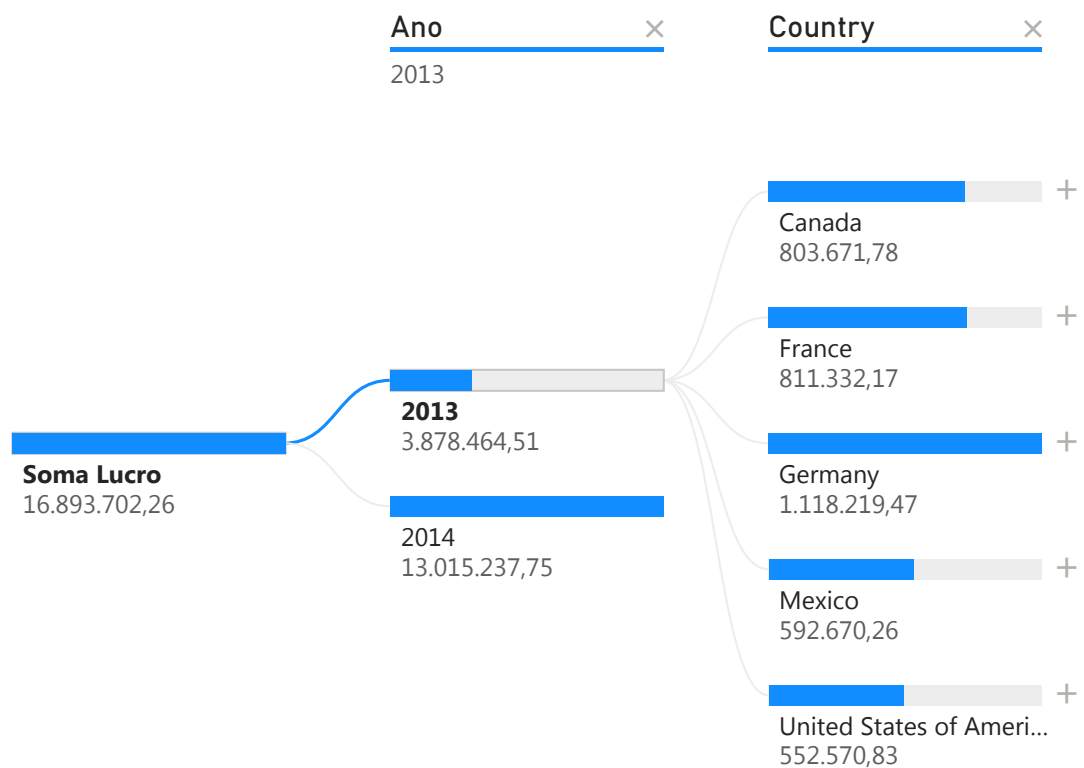 Ano
Country
2013
Canada
803.671,78
France
811.332,17
2013
3.878.464,51
Soma Lucro
16.893.702,26
Germany
1.118.219,47
2014
13.015.237,75
Mexico
592.670,26
United States of Ameri...
552.570,83